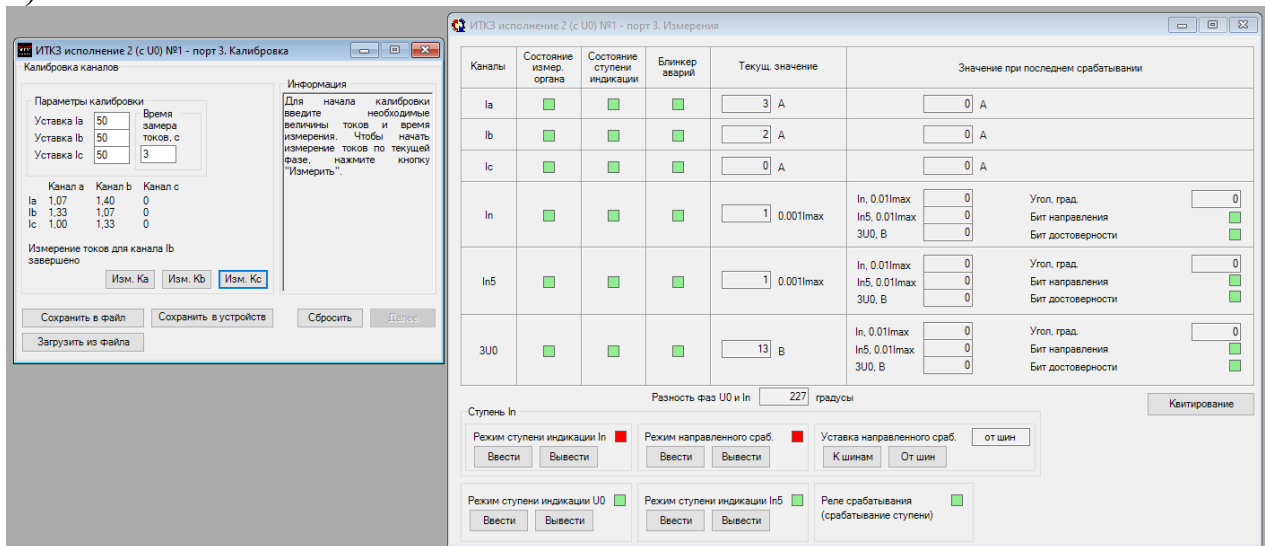 ИТКЗ исполнение 2 (с U0) №1 - порт 3. Калибровка
Калибровка каналов
Параметры калибровки
Уставка Ia 50
Уставка Ib 50
Уставка Ic 50
Время
замера
токов, с
3
Канал a Канал b Канал c
Ia 1,07 1,40 0
Ib 1,33 1,07 0
Ic 1,00 1,33 0
Измерение токов для канала Ib
завершено
Изм. Ka Изм. Kb Изм. Kc
Информация
Для начала калибровки
введите необходимые
величины токов и время
измерения. Чтобы начать
измерение токов по текущей
фазе, нажмите кнопку
"Измерить".
Сохранить в файл Сохранить в устройств Сбросить Далее
Загрузить из файла
ИТКЗ исполнение 2 (с U0) №1 - порт 3. Измерения
Каналы
Состояние
измер.
органа
Состояние
ступени
индикации
Блинкер
аварий
Текущ. значение
Значение при последнем срабатывании
Ia 3 А 0 А
Ib 2 А 0 А
Ic 0 А 0 А
In 1 0.001Imax
In, 0.01Imax 0 Угол, град. 0
In5, 0.01Imax 0 Бит направления
3U0, В 0 Бит достоверности
In5 1 0.001Imax
In, 0.01Imax 0 Угол, град. 0
In5, 0.01Imax 0 Бит направления
3U0, В 0 Бит достоверности
3U0 13 В
In, 0.01Imax 0 Угол, град. 0
In5, 0.01Imax 0 Бит направления
3U0, В 0 Бит достоверности
Разность фаз U0 и In 227 градусы
Квитирование
Ступень In
Режим ступени индикации In
Ввести Вывести
Режим направленного сраб.
Ввести Вывести
Уставка направленного сраб. от шин
К шинам От шин
Режим ступени индикации U0
Ввести Вывести
Режим ступени индикации In5
Ввести Вывести
Реле срабатывания
(срабатывание ступени)